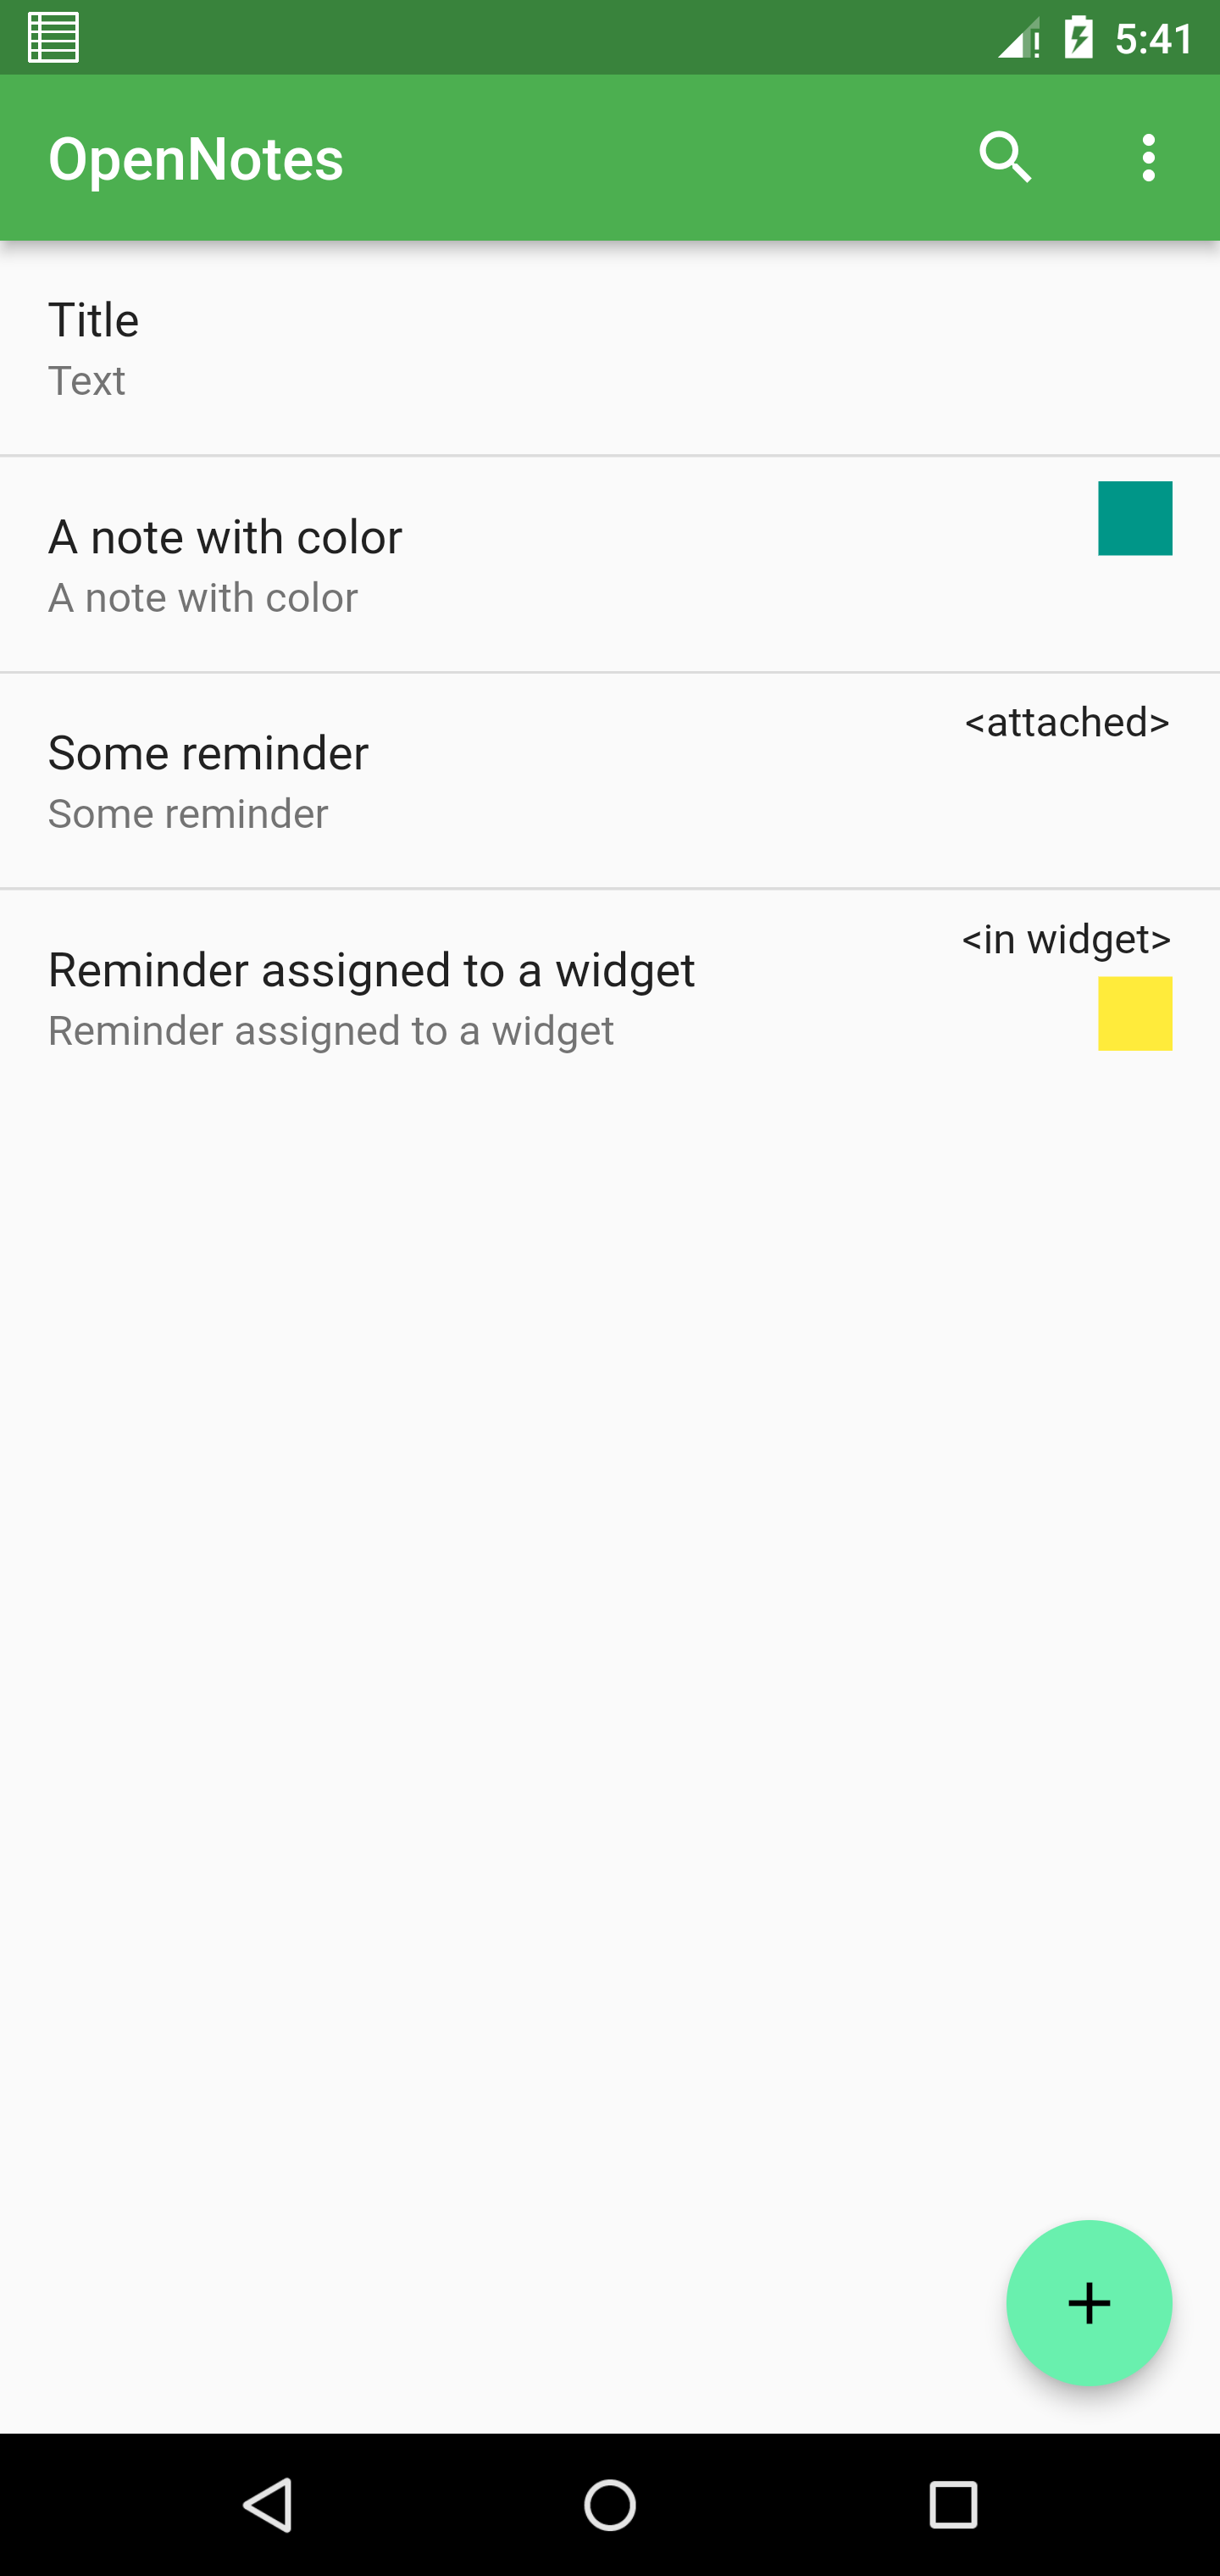 5:41
OpenNotes
Title
Text
A note with color
A note with color
<attached>
Some reminder
Some reminder
<in widget>
Reminder assigned to a widget
Reminder assigned to a widget